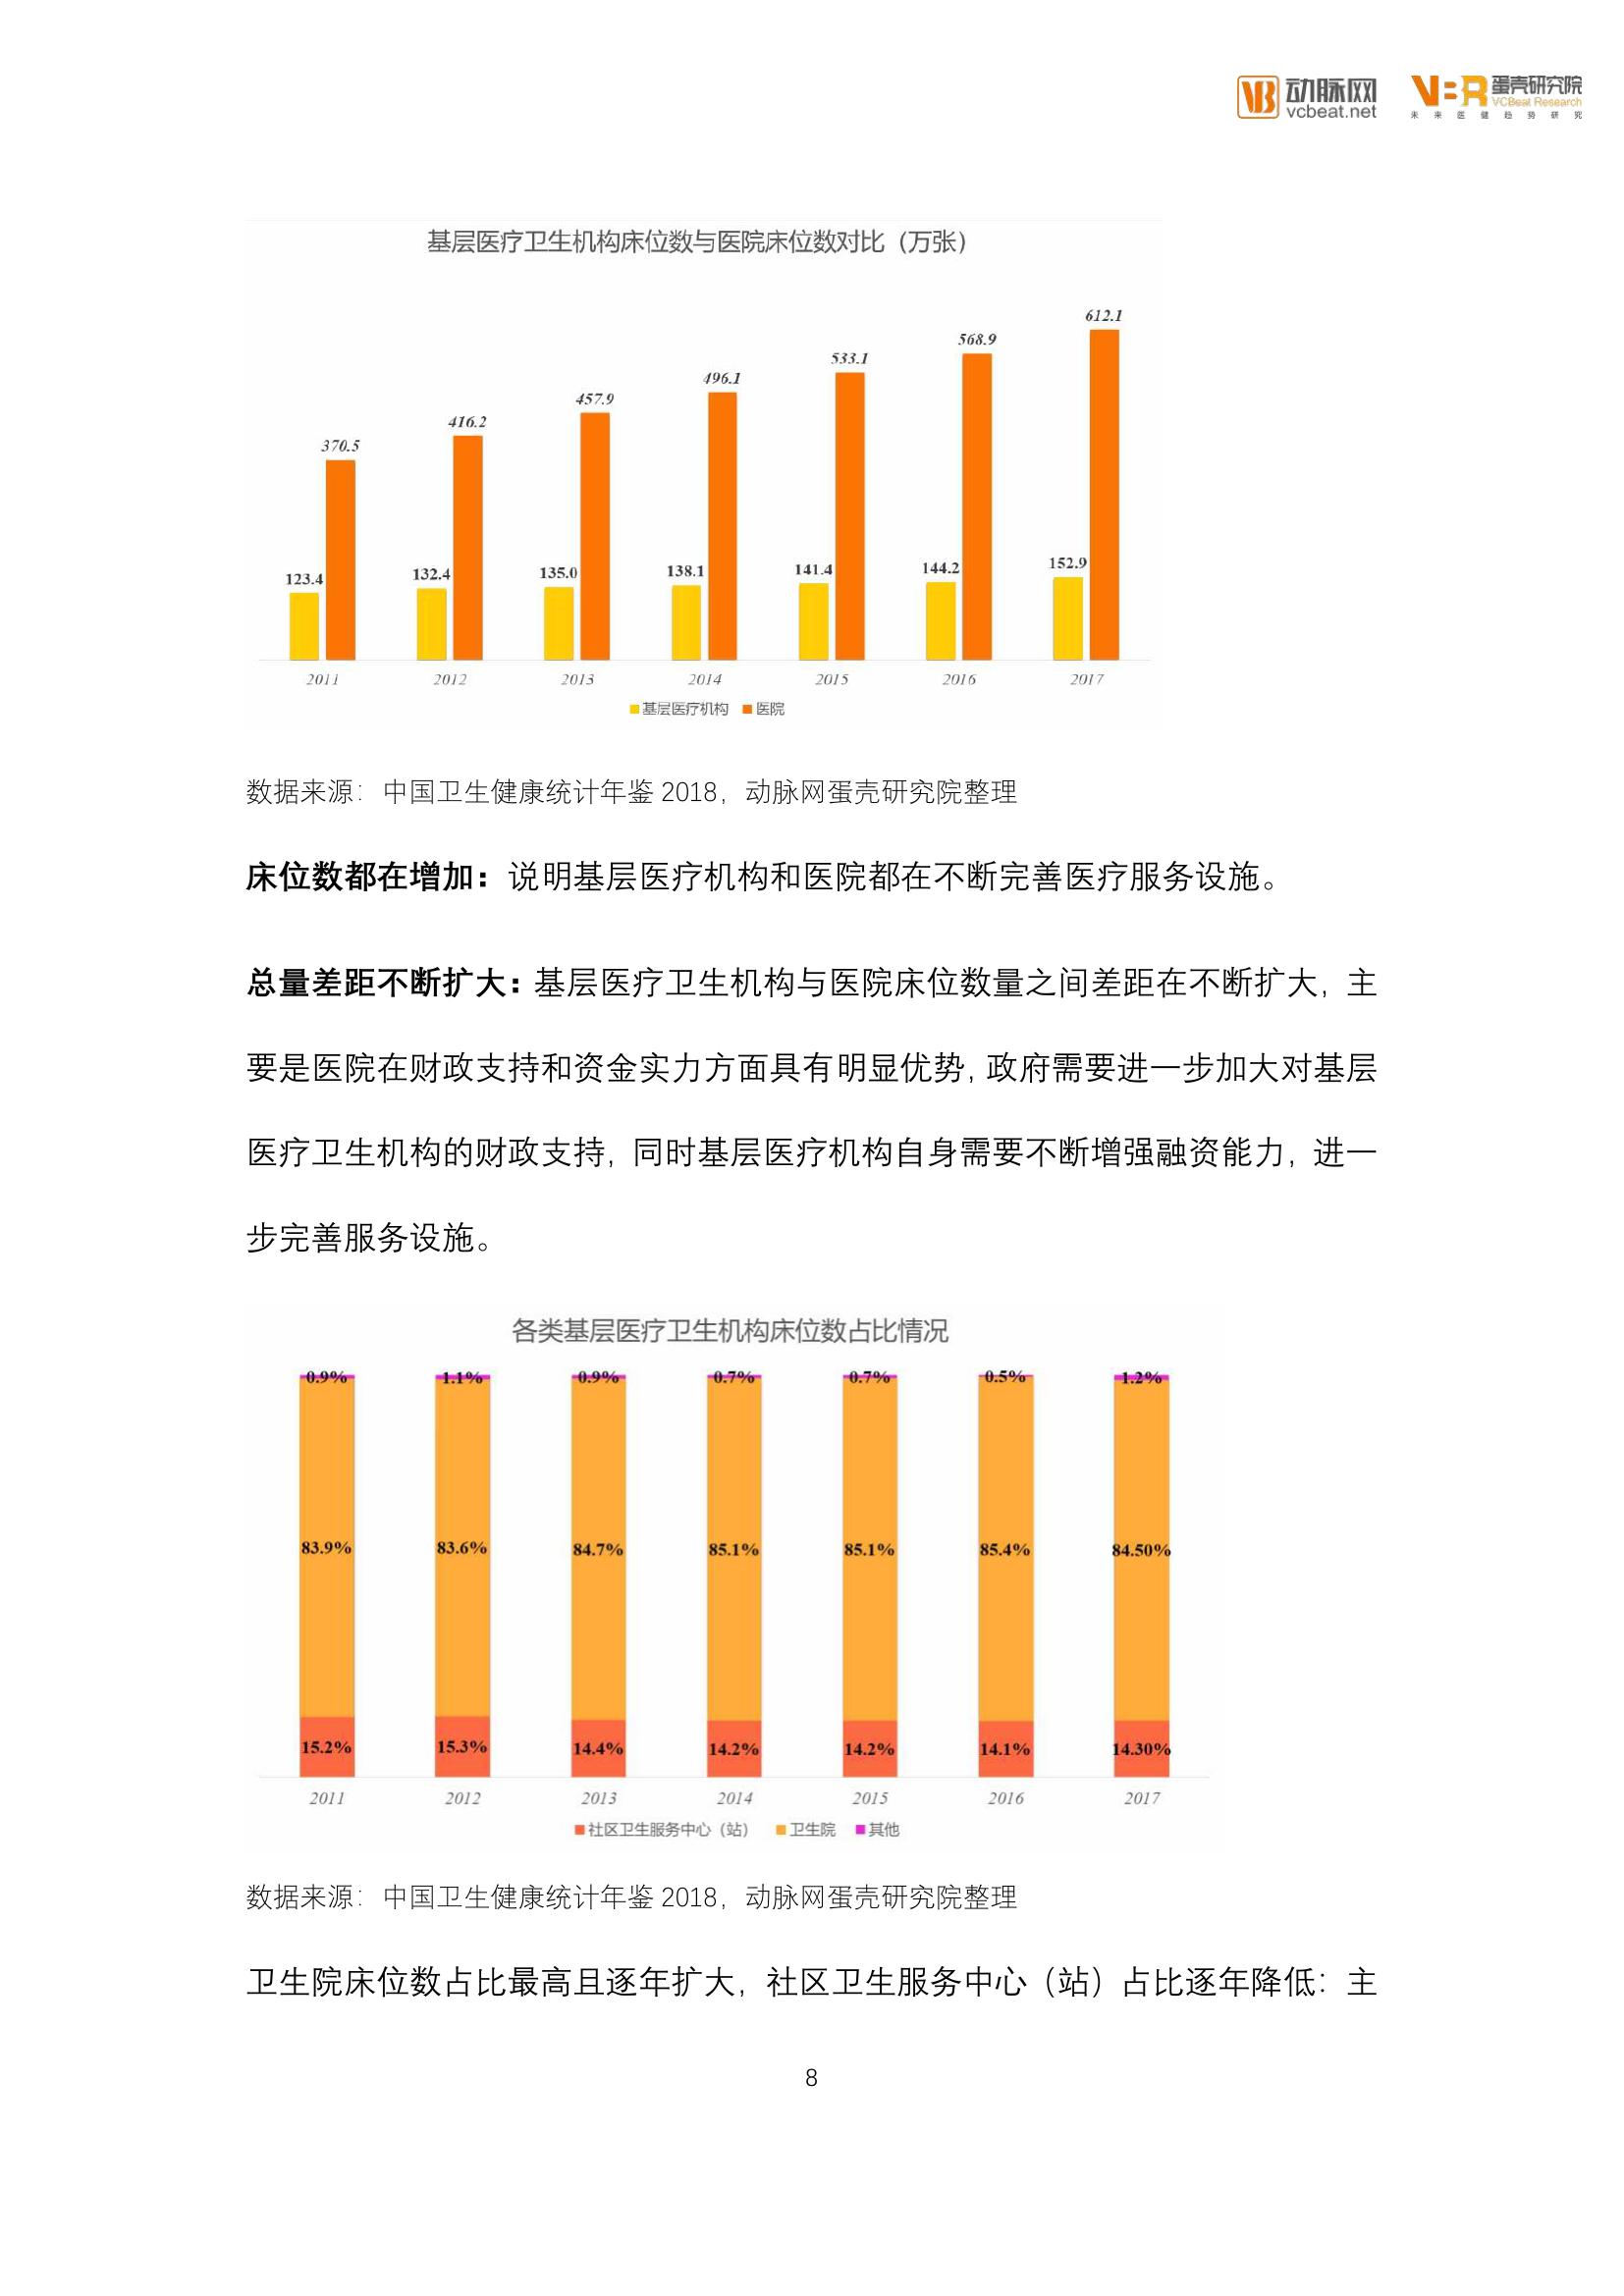 动脉网
vcbeat.net
VBR 蛋壳研究院
VCBeat Research
未来医健趋势研究
基层医疗卫生机构床位数与医院床位数对比（万张）
612.1
568.9
533.1
496.1
457.9
416.2
370.5
123.4 132.4 135.0 138.1 141.4 144.2 152.9
2011 2012 2013 2014 2015 2016 2017
基层医疗机构 医院
数据来源：中国卫生健康统计年鉴 2018，动脉网蛋壳研究院整理
床位数都在增加：说明基层医疗机构和医院都在不断完善医疗服务设施。
总量差距不断扩大：基层医疗卫生机构与医院床位数量之间差距在不断扩大，主
要是医院在财政支持和资金实力方面具有明显优势，政府需要进一步加大对基层
医疗卫生机构的财政支持，同时基层医疗机构自身需要不断增强融资能力，进一
步完善服务设施。
各类基层医疗卫生机构床位数占比情况
0.9% 1.1% 0.9% 0.7% 0.7% 0.5% 1.2%
83.9% 83.6% 84.7% 85.1% 85.1% 85.4% 84.50%
15.2% 15.3% 14.4% 14.2% 14.2% 14.1% 14.30%
2011 2012 2013 2014 2015 2016 2017
社区卫生服务中心（站） 卫生院 其他
数据来源：中国卫生健康统计年鉴 2018，动脉网蛋壳研究院整理
卫生院床位数占比最高且逐年扩大，社区卫生服务中心（站）占比逐年降低：主
8